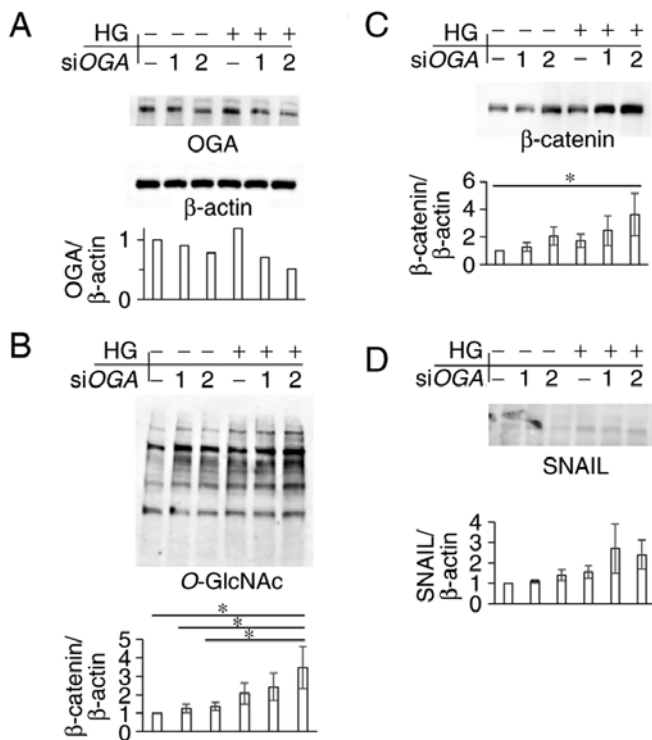 A
HG − − − + + +
siOGA − 1 2 − 1 2
OGA
β-actin
OGA/
β-actin
1
0
B
HG − − − + + +
siOGA − 1 2 − 1 2
O-GlcNAc
*
*
*
β-catenin/
β-actin
5
4
3
2
1
0
C
HG − − − + + +
siOGA − 1 2 − 1 2
β-catenin
*
β-catenin/
β-actin
6
4
2
0
D
HG − − − + + +
siOGA − 1 2 − 1 2
SNAIL
SNAIL/
β-actin
4
3
2
1
0